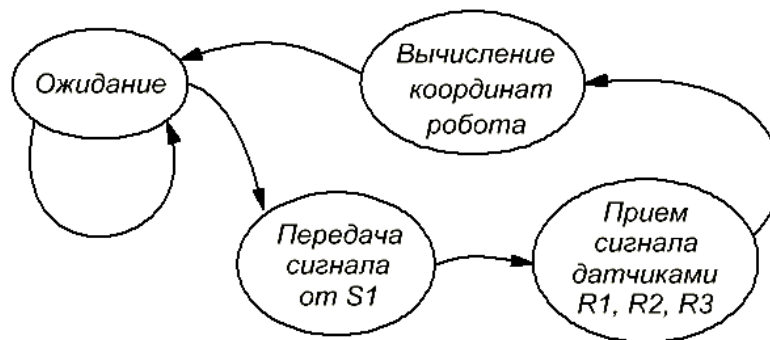 Ожидание
Вычисление
координат
робота
Передача
сигнала
от S1
Прием
сигнала
датчиками
R1, R2, R3